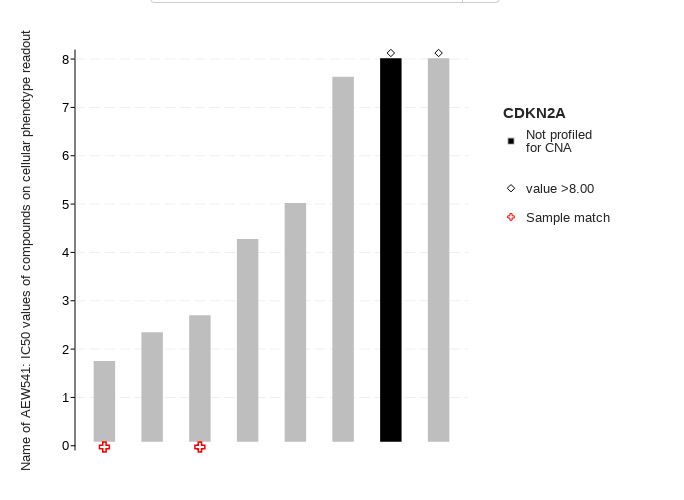 Name of AEW541: IC50 values of compounds on cellular phenotype readout
8
7
6
5
4
3
2
1
0
CDKN2A
Not profiled
for CNA
value >8.00
Sample match